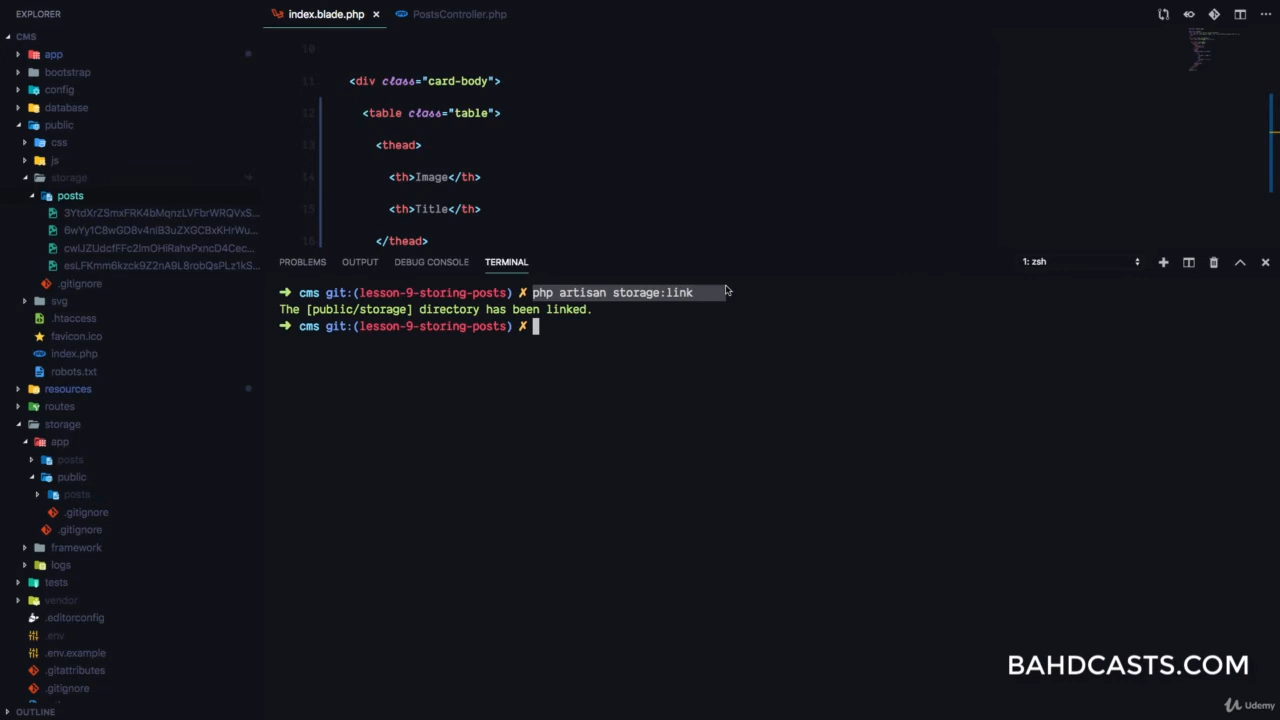 EXPLORER
index.blade.php ×
PostsController.php
CMS
app
bootstrap
config
database
public
css
js
storage
posts
3YtdXrZSmxFRK4bMqnzLVFbrWRQVxS...
6wYy1C8wGD8v4niB3uZXGCBxKHrWu...
cwlJZUdcfFFc2lmOHiRahxPxncD4Cec...
esLFKmm6kzck9Z2nA9L8robQsPLz1kS...
.gitignore
svg
.htaccess
favicon.ico
index.php
robots.txt
resources
routes
storage
app
posts
public
posts
.gitignore
.gitignore
framework
logs
tests
vendor
.editorconfig
.env
.env.example
.gitattributes
.gitignore
OUTLINE
10
11 <div class="card-body">
12 <table class="table">
13 <thead>
14 <th>Image</th>
15 <th>Title</th>
16 </thead>
PROBLEMS OUTPUT DEBUG CONSOLE TERMINAL 1: zsh
➜ cms git:(lesson-9-storing-posts) ✗ php artisan storage:link
The [public/storage] directory has been linked.
➜ cms git:(lesson-9-storing-posts) ✗
BAHDCASTS.COM
Udemy